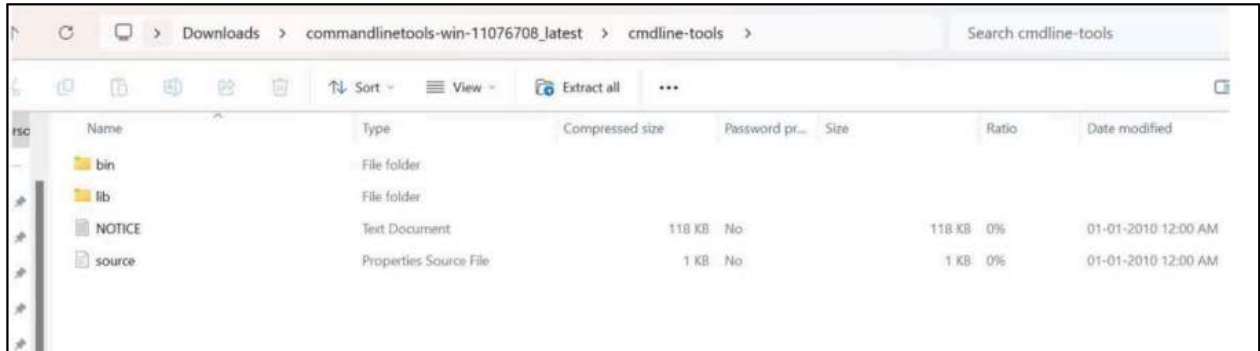 Downloads > commandlinetools-win-11076708_latest > cmdline-tools > Search cmdline-tools
Sort View Extract all ...
Name Type Compressed size Password pr... Size Ratio Date modified
bin File folder
lib File folder
NOTICE Text Document 118 KB No 118 KB 0% 01-01-2010 12:00 AM
source Properties Source File 1 KB No 1 KB 0% 01-01-2010 12:00 AM